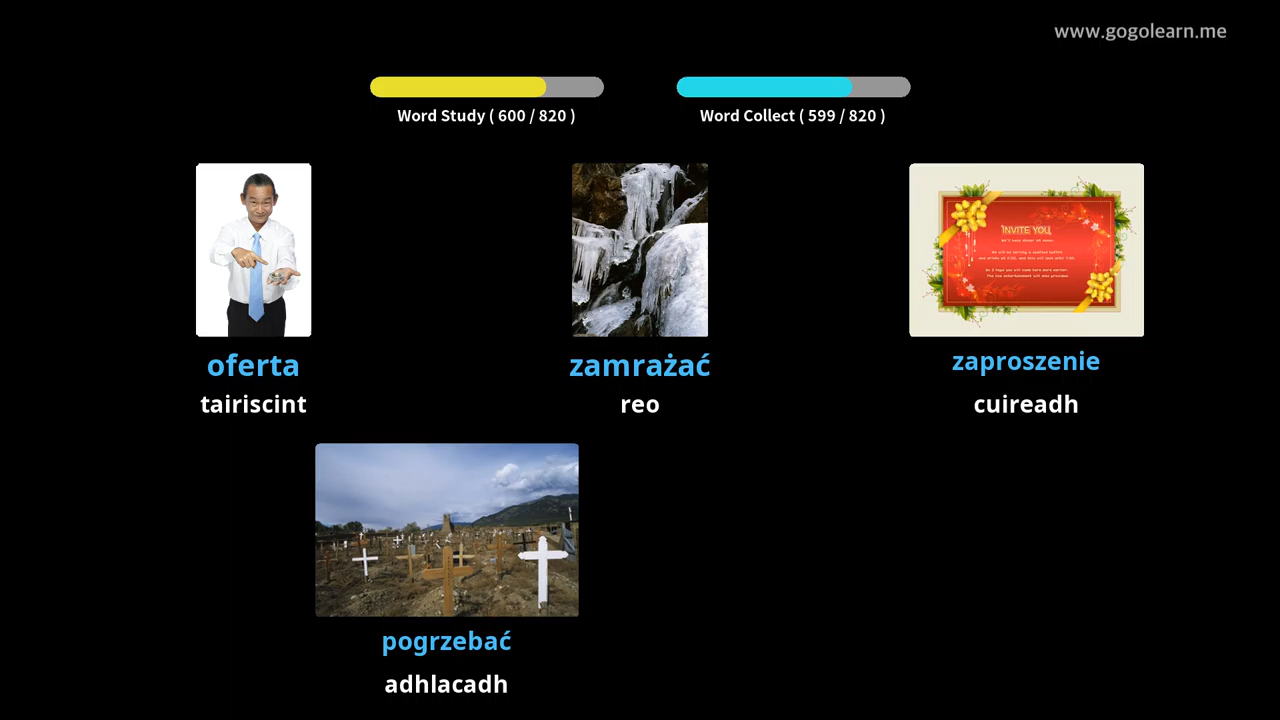 www.gogolearn.me
Word Study ( 600 / 820 )
Word Collect ( 599 / 820 )
INVITE YOU
oferta
zamrażać
zaproszenie
tairiscint
reo
cuireadh
pogrzebać
adhlacadh